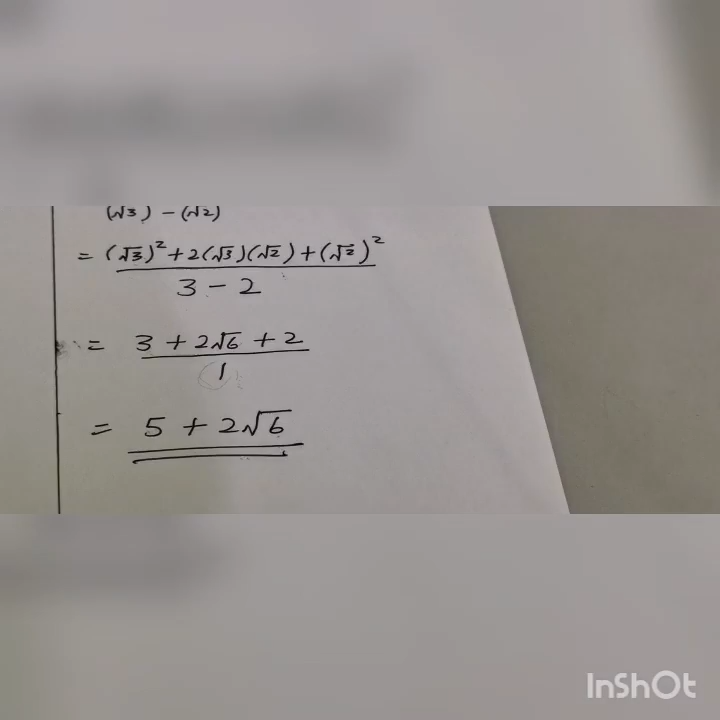 (√3) - (√2)
= (√3)² + 2(√3)(√2) + (√2)²
3 - 2
= 3 + 2√6 + 2
1
= 5 + 2√6
InShOt